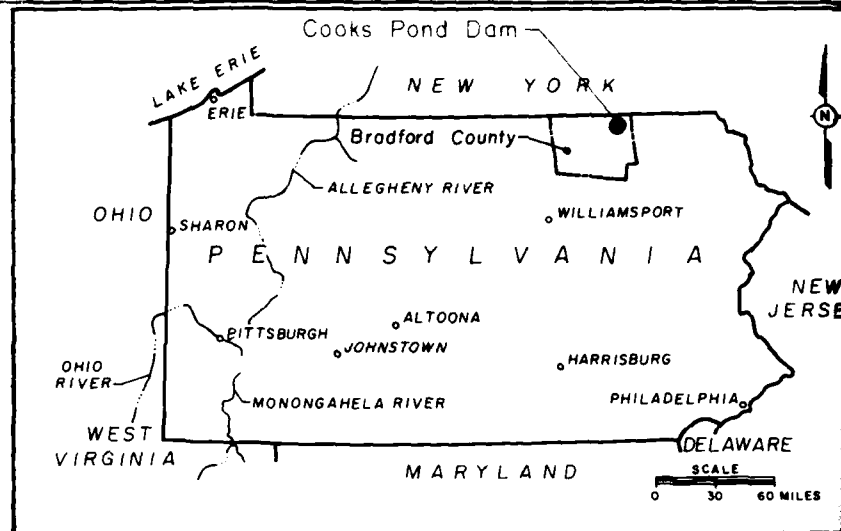 Cooks Pond Dam
LAKE ERIE
NEW YORK
ERIE
N
Bradford County
ALLEGHENY RIVER
OHIO
SHARON
WILLIAMSPORT
PENNSYLVANIA
NEW
JERSE
ALTOONA
PITTSBURGH
JOHNSTOWN
OHIO
RIVER
HARRISBURG
MONONGAHELA RIVER
PHILADELPHIA
WEST
VIRGINIA
DELAWARE
MARYLAND
SCALE
0 30 60 MILES